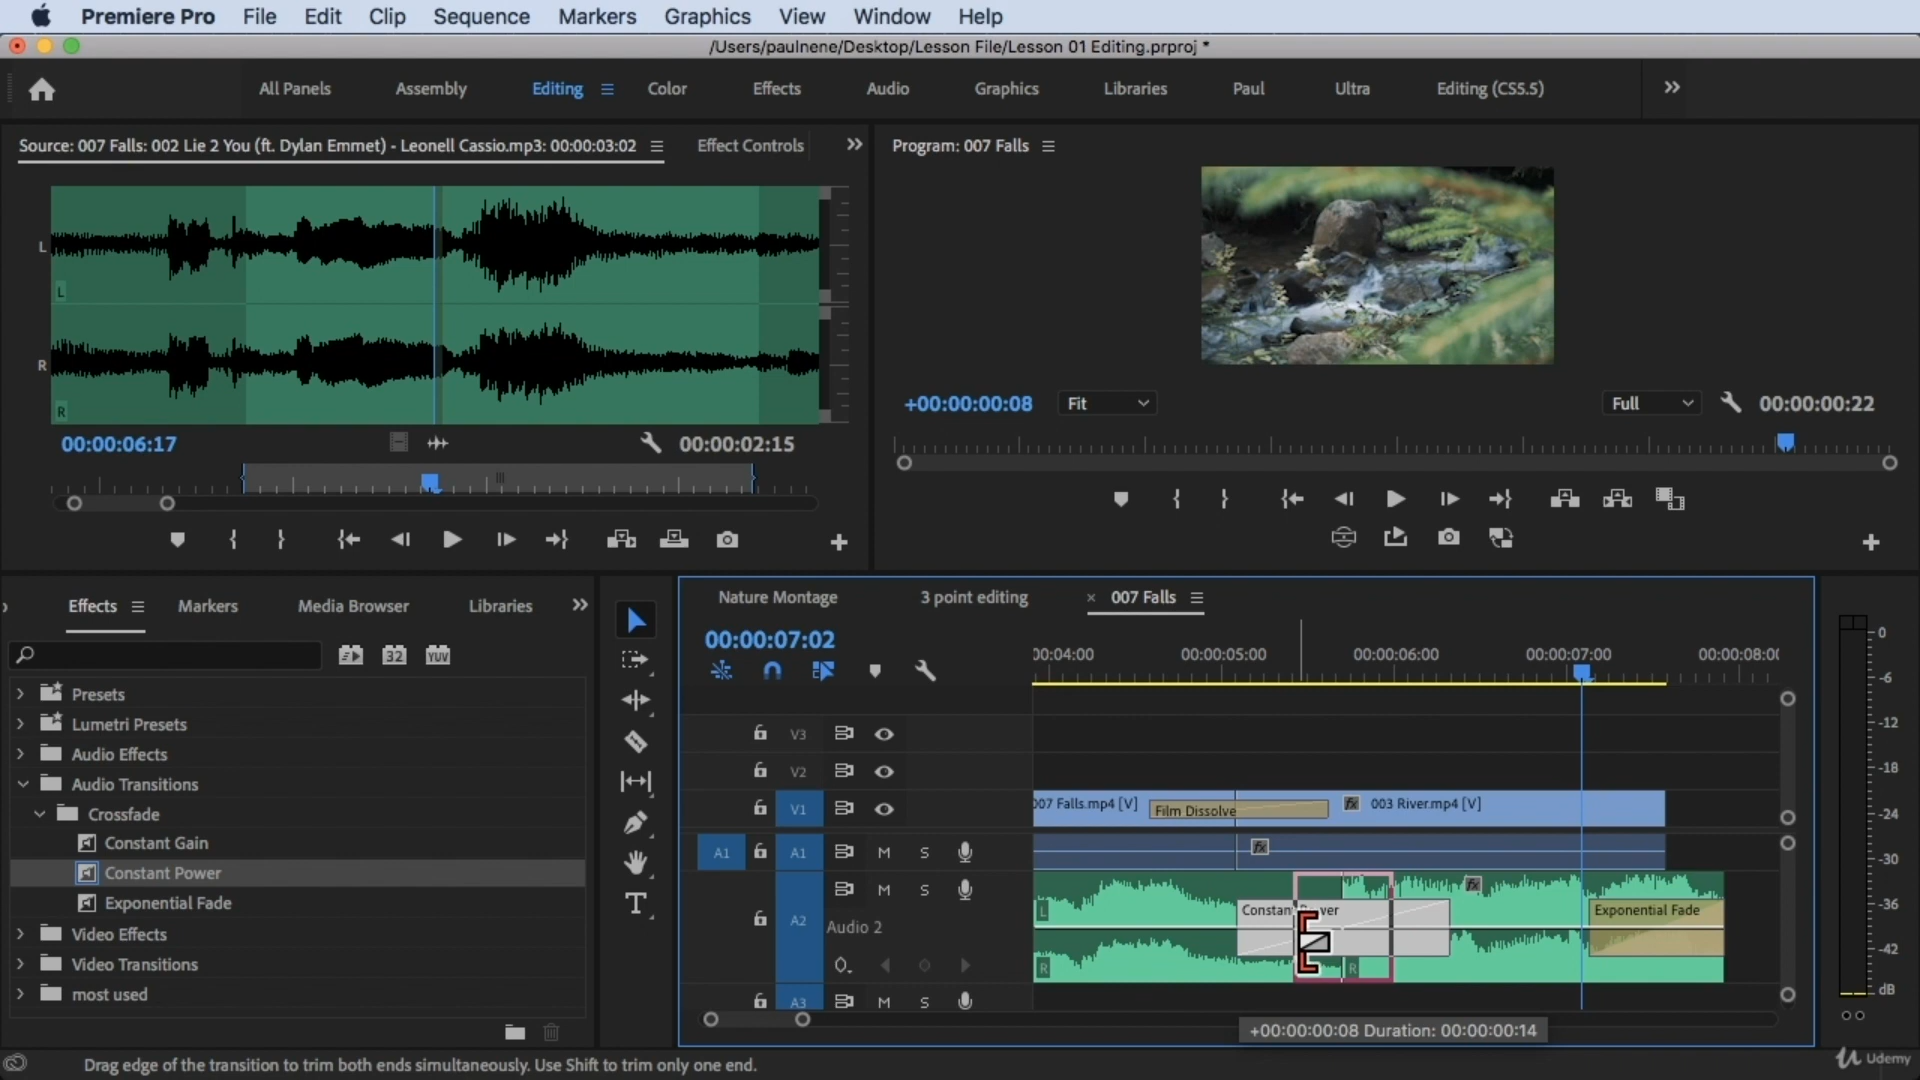 Premiere Pro File Edit Clip Sequence Markers Graphics View Window Help
/Users/paulnene/Desktop/Lesson File/Lesson 01 Editing.prproj *
All Panels Assembly Editing Color Effects Audio Graphics Libraries Paul Ultra Editing (CS5.5)
Source: 007 Falls: 002 Lie 2 You (ft. Dylan Emmet) - Leonell Cassio.mp3: 00:00:03:02 Effect Controls
Program: 007 Falls
L
L
R
R
00:00:06:17 00:00:02:15
+00:00:00:08 Fit Full 00:00:00:22
Effects Markers Media Browser Libraries
32 YUV
Presets
Lumetri Presets
Audio Effects
Audio Transitions
Crossfade
Constant Gain
Constant Power
Exponential Fade
Video Effects
Video Transitions
most used
Nature Montage 3 point editing × 007 Falls
00:00:07:02
00:00:04:00 00:00:05:00 00:00:06:00 00:00:07:00 00:00:08:00
V3
V2
V1 007 Falls.mp4 [V] Film Dissolve fx 003 River.mp4 [V]
A1 A1 M S fx
M S fx
L Constant Power Exponential Fade
A2 Audio 2
R R
A3 M S
+00:00:00:08 Duration: 00:00:00:14
0
-6
-12
-18
-24
-30
-36
-42
dB
Drag edge of the transition to trim both ends simultaneously. Use Shift to trim only one end.
Udemy